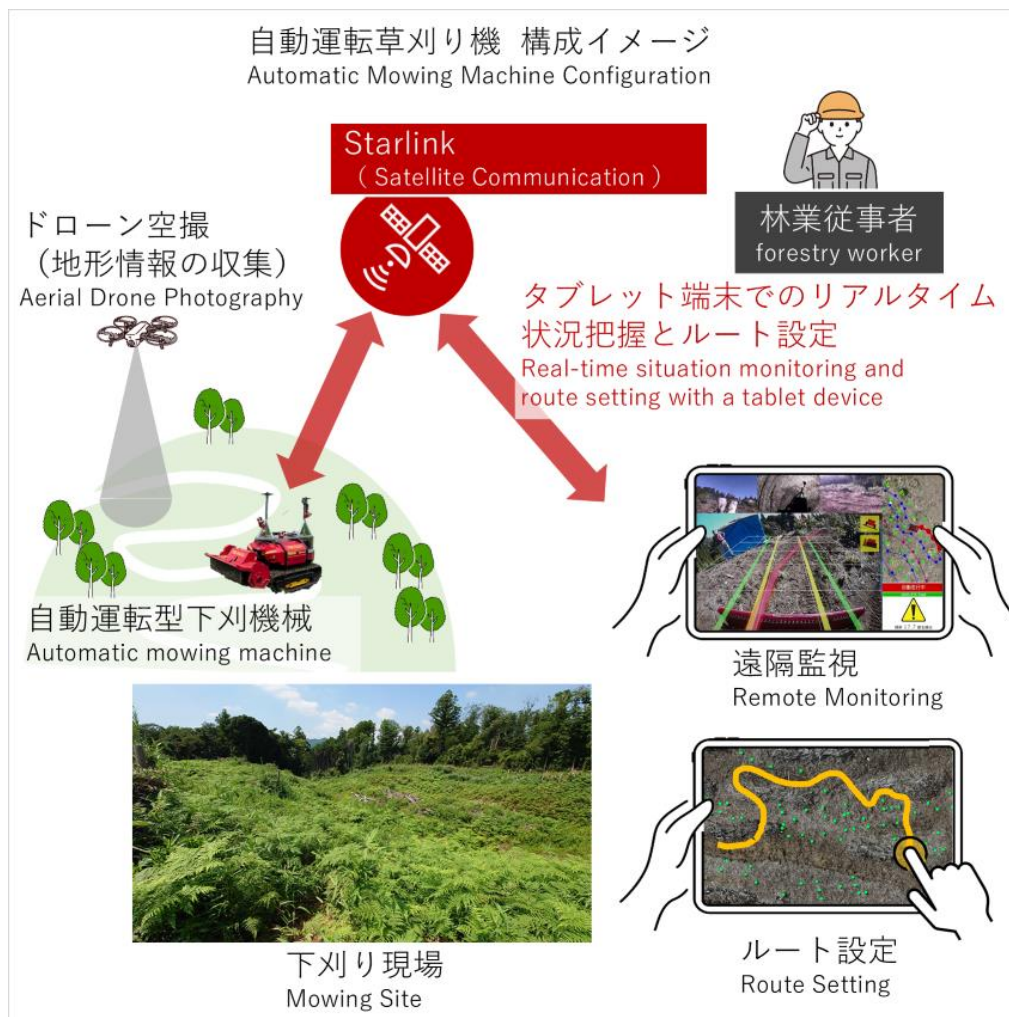 自動運転草刈り機 構成イメージ
Automatic Mowing Machine Configuration
Starlink
（ Satellite Communication ）
林業従事者
forestry worker
ドローン空撮
（地形情報の収集）
Aerial Drone Photography
タブレット端末でのリアルタイム
状況把握とルート設定
Real-time situation monitoring and
route setting with a tablet device
自動運転型下刈機械
Automatic mowing machine
遠隔監視
Remote Monitoring
下刈り現場
Mowing Site
ルート設定
Route Setting